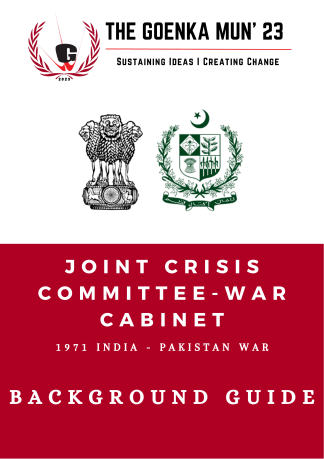 THE GOENKA MUN' 23
SUSTAINING IDEAS | CREATING CHANGE
G
2023
JOINT CRISIS
COMMITTEE-WAR
CABINET
1971 INDIA - PAKISTAN WAR
BACKGROUND GUIDE